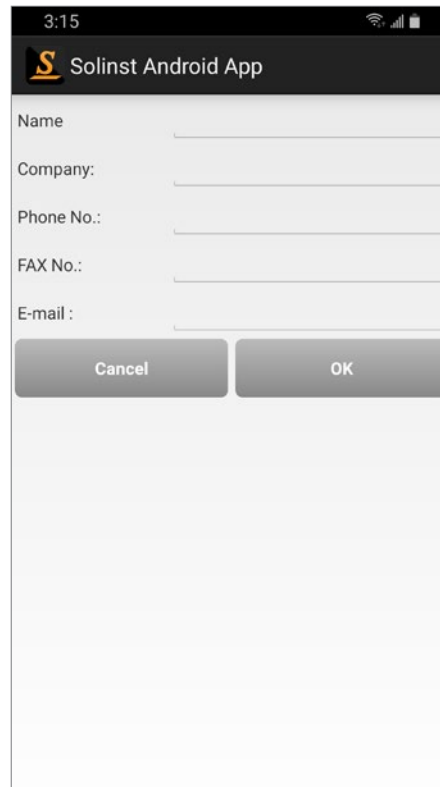 3:15
S Solinst Android App
Name
Company:
Phone No.:
FAX No.:
E-mail :
Cancel OK